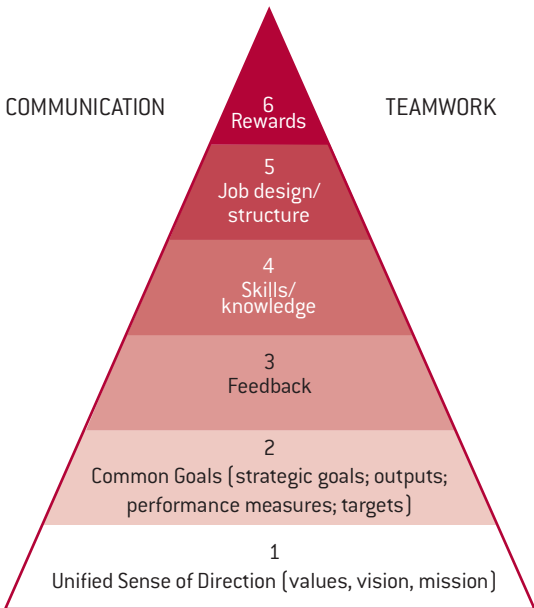 COMMUNICATION
TEAMWORK
6
Rewards
5
Job design/
structure
4
Skills/
knowledge
3
Feedback
2
Common Goals (strategic goals; outputs;
performance measures; targets)
1
Unified Sense of Direction (values, vision, mission)